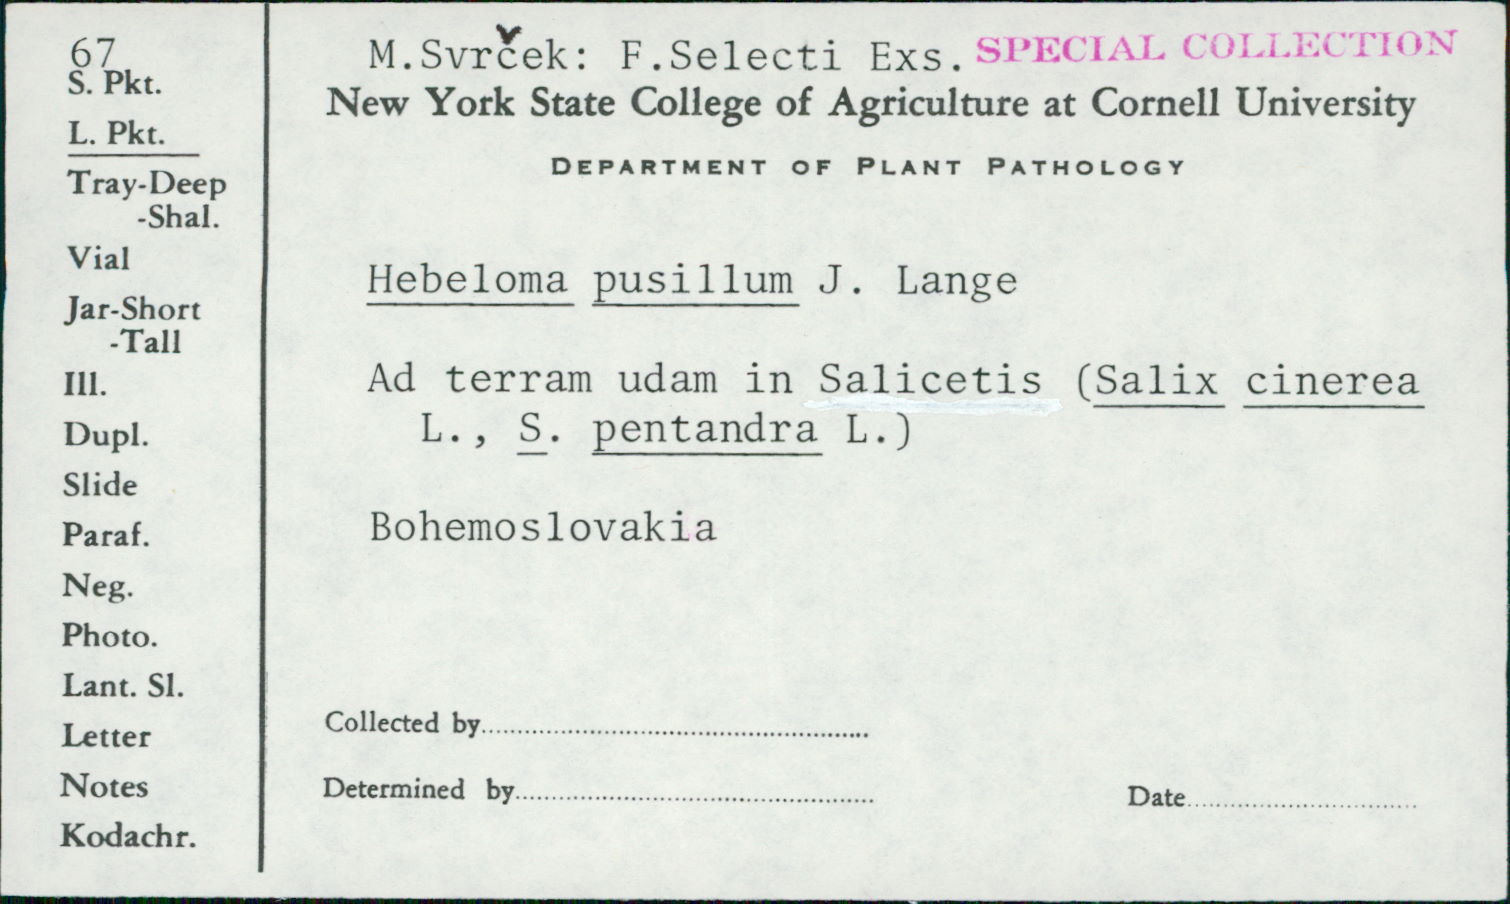 67
S. Pkt.
L. Pkt.
Tray-Deep
-Shal.
Vial
Jar-Short
-Tall
Ill.
Dupl.
Slide
Paraf.
Neg.
Photo.
Lant. Sl.
Letter
Notes
Kodachr.
M.Svrček: F.Selecti Exs. SPECIAL COLLECTION
New York State College of Agriculture at Cornell University
DEPARTMENT OF PLANT PATHOLOGY
Hebeloma pusillum J. Lange
Ad terram udam in Salicetis (Salix cinerea
L., S. pentandra L.)
Bohemoslovakia
Collected by
Determined by
Date